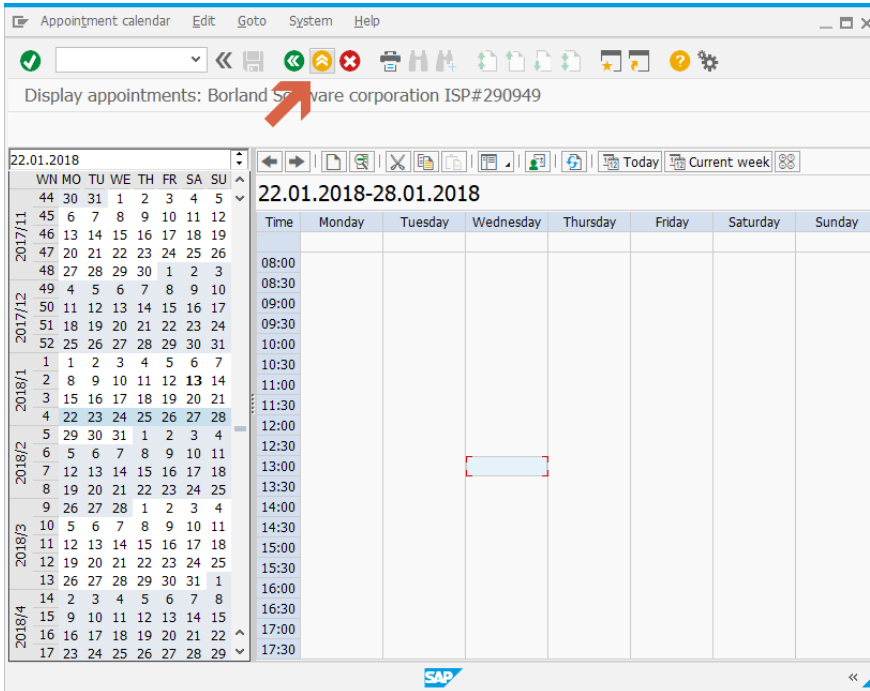 Appointment calendar Edit Goto System Help
Display appointments: Borland Software corporation ISP#290949
22.01.2018
Today Current week
WN MO TU WE TH FR SA SU
44 30 31 1 2 3 4 5
2017/11
45 6 7 8 9 10 11 12
46 13 14 15 16 17 18 19
47 20 21 22 23 24 25 26
48 27 28 29 30 1 2 3
2017/12
49 4 5 6 7 8 9 10
50 11 12 13 14 15 16 17
51 18 19 20 21 22 23 24
52 25 26 27 28 29 30 31
2018/1
1 1 2 3 4 5 6 7
2 8 9 10 11 12 13 14
3 15 16 17 18 19 20 21
4 22 23 24 25 26 27 28
5 29 30 31 1 2 3 4
2018/2
6 5 6 7 8 9 10 11
7 12 13 14 15 16 17 18
8 19 20 21 22 23 24 25
9 26 27 28 1 2 3 4
2018/3
10 5 6 7 8 9 10 11
11 12 13 14 15 16 17 18
12 19 20 21 22 23 24 25
13 26 27 28 29 30 31 1
2018/4
14 2 3 4 5 6 7 8
15 9 10 11 12 13 14 15
16 16 17 18 19 20 21 22
17 23 24 25 26 27 28 29
22.01.2018-28.01.2018
Time Monday Tuesday Wednesday Thursday Friday Saturday Sunday
08:00
08:30
09:00
09:30
10:00
10:30
11:00
11:30
12:00
12:30
13:00
13:30
14:00
14:30
15:00
15:30
16:00
16:30
17:00
17:30
SAP